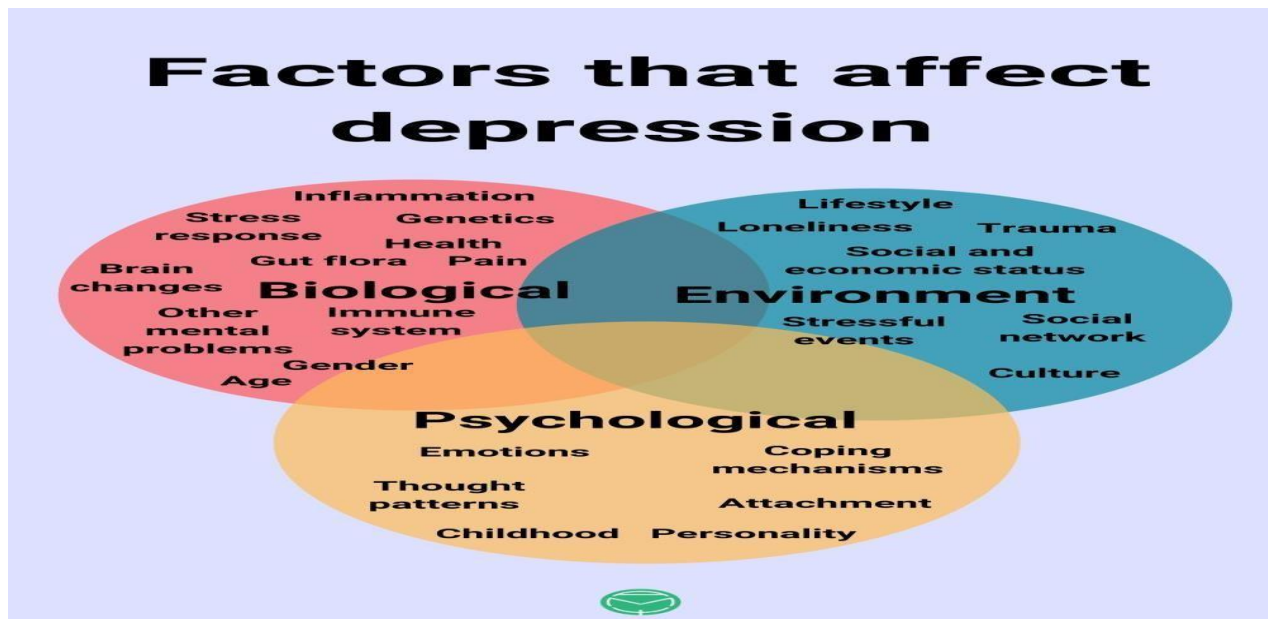 Factors that affect
depression
Inflammation
Stress
response
Genetics
Health
Gut flora
Pain
Brain
changes
Biological
Other
mental
problems
Immune
system
Gender
Age
Lifestyle
Loneliness
Trauma
Social and
economic status
Environment
Stressful
events
Social
network
Culture
Psychological
Emotions
Coping
mechanisms
Thought
patterns
Attachment
Childhood
Personality